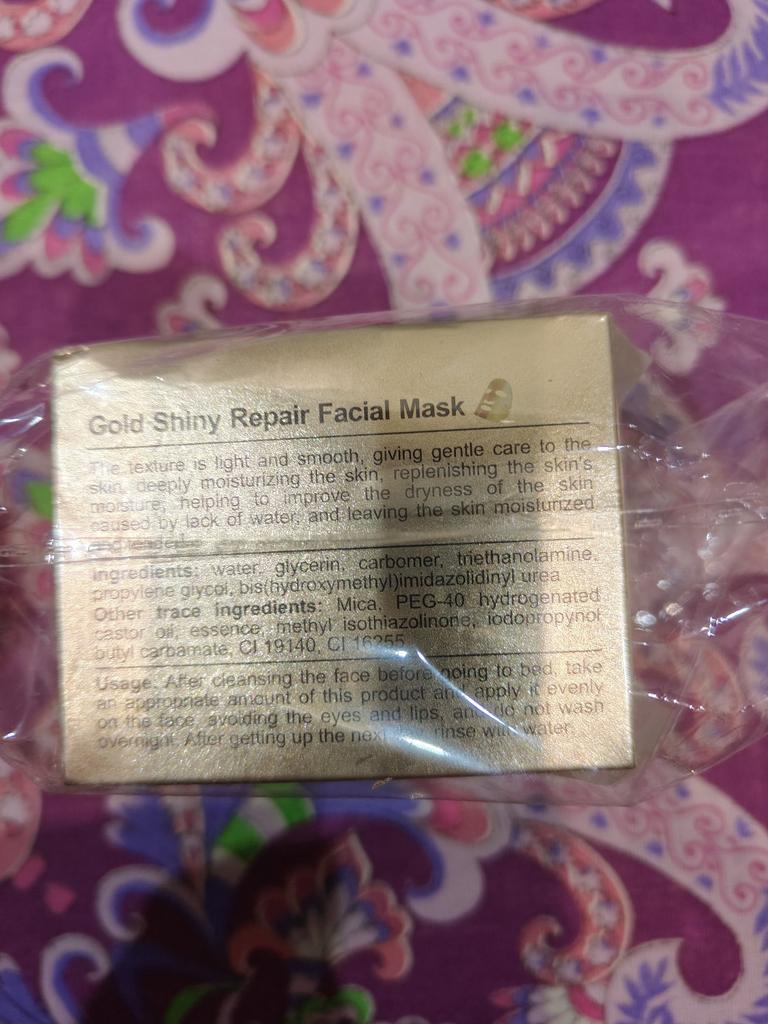 Gold Shiny Repair Facial Mask
The texture is light and smooth, giving gentle care to the
skin, deeply moisturizing the skin, replenishing the skin's
moisture, helping to improve the dryness of the skin
caused by lack of water, and leaving the skin moisturized
and tender.
Ingredients: water, glycerin, carbomer, triethanolamine,
propylene glycol, bis(hydroxymethyl)imidazolidinyl urea
Other trace ingredients: Mica, PEG-40 hydrogenated
castor oil, essence, methyl isothiazolinone, iodopropynol
butyl carbamate, CI 19140, CI 16255
Usage: After cleansing the face before going to bed, take
an appropriate amount of this product and apply it evenly
on the face, avoiding the eyes and lips, and do not wash
overnight. After getting up the next rinse with water.